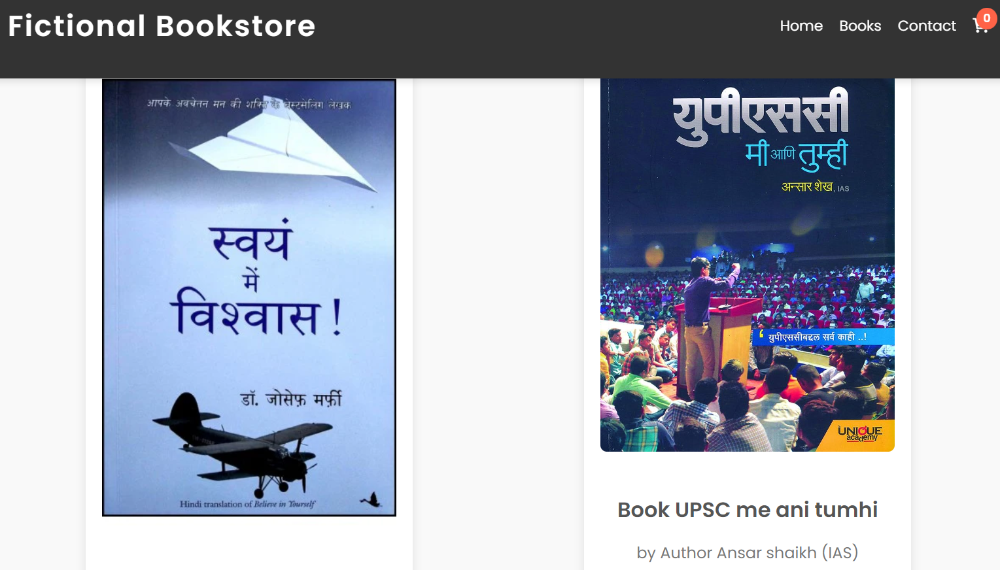 Fictional Bookstore
Home Books Contact 0
आपके अवचेतन मन की शक्ति के बेस्टसेलिंग लेखक
स्वयं
में
विश्वास !
डॉ. जोसेफ़ मर्फ़ी
Hindi translation of Believe in Yourself
युपीएससी
मी आणि तुम्ही
अन्सार शेख, IAS
‘ युपीएससीबद्दल सर्व काही ..!
UNIQUE
academy
Book UPSC me ani tumhi
by Author Ansar shaikh (IAS)